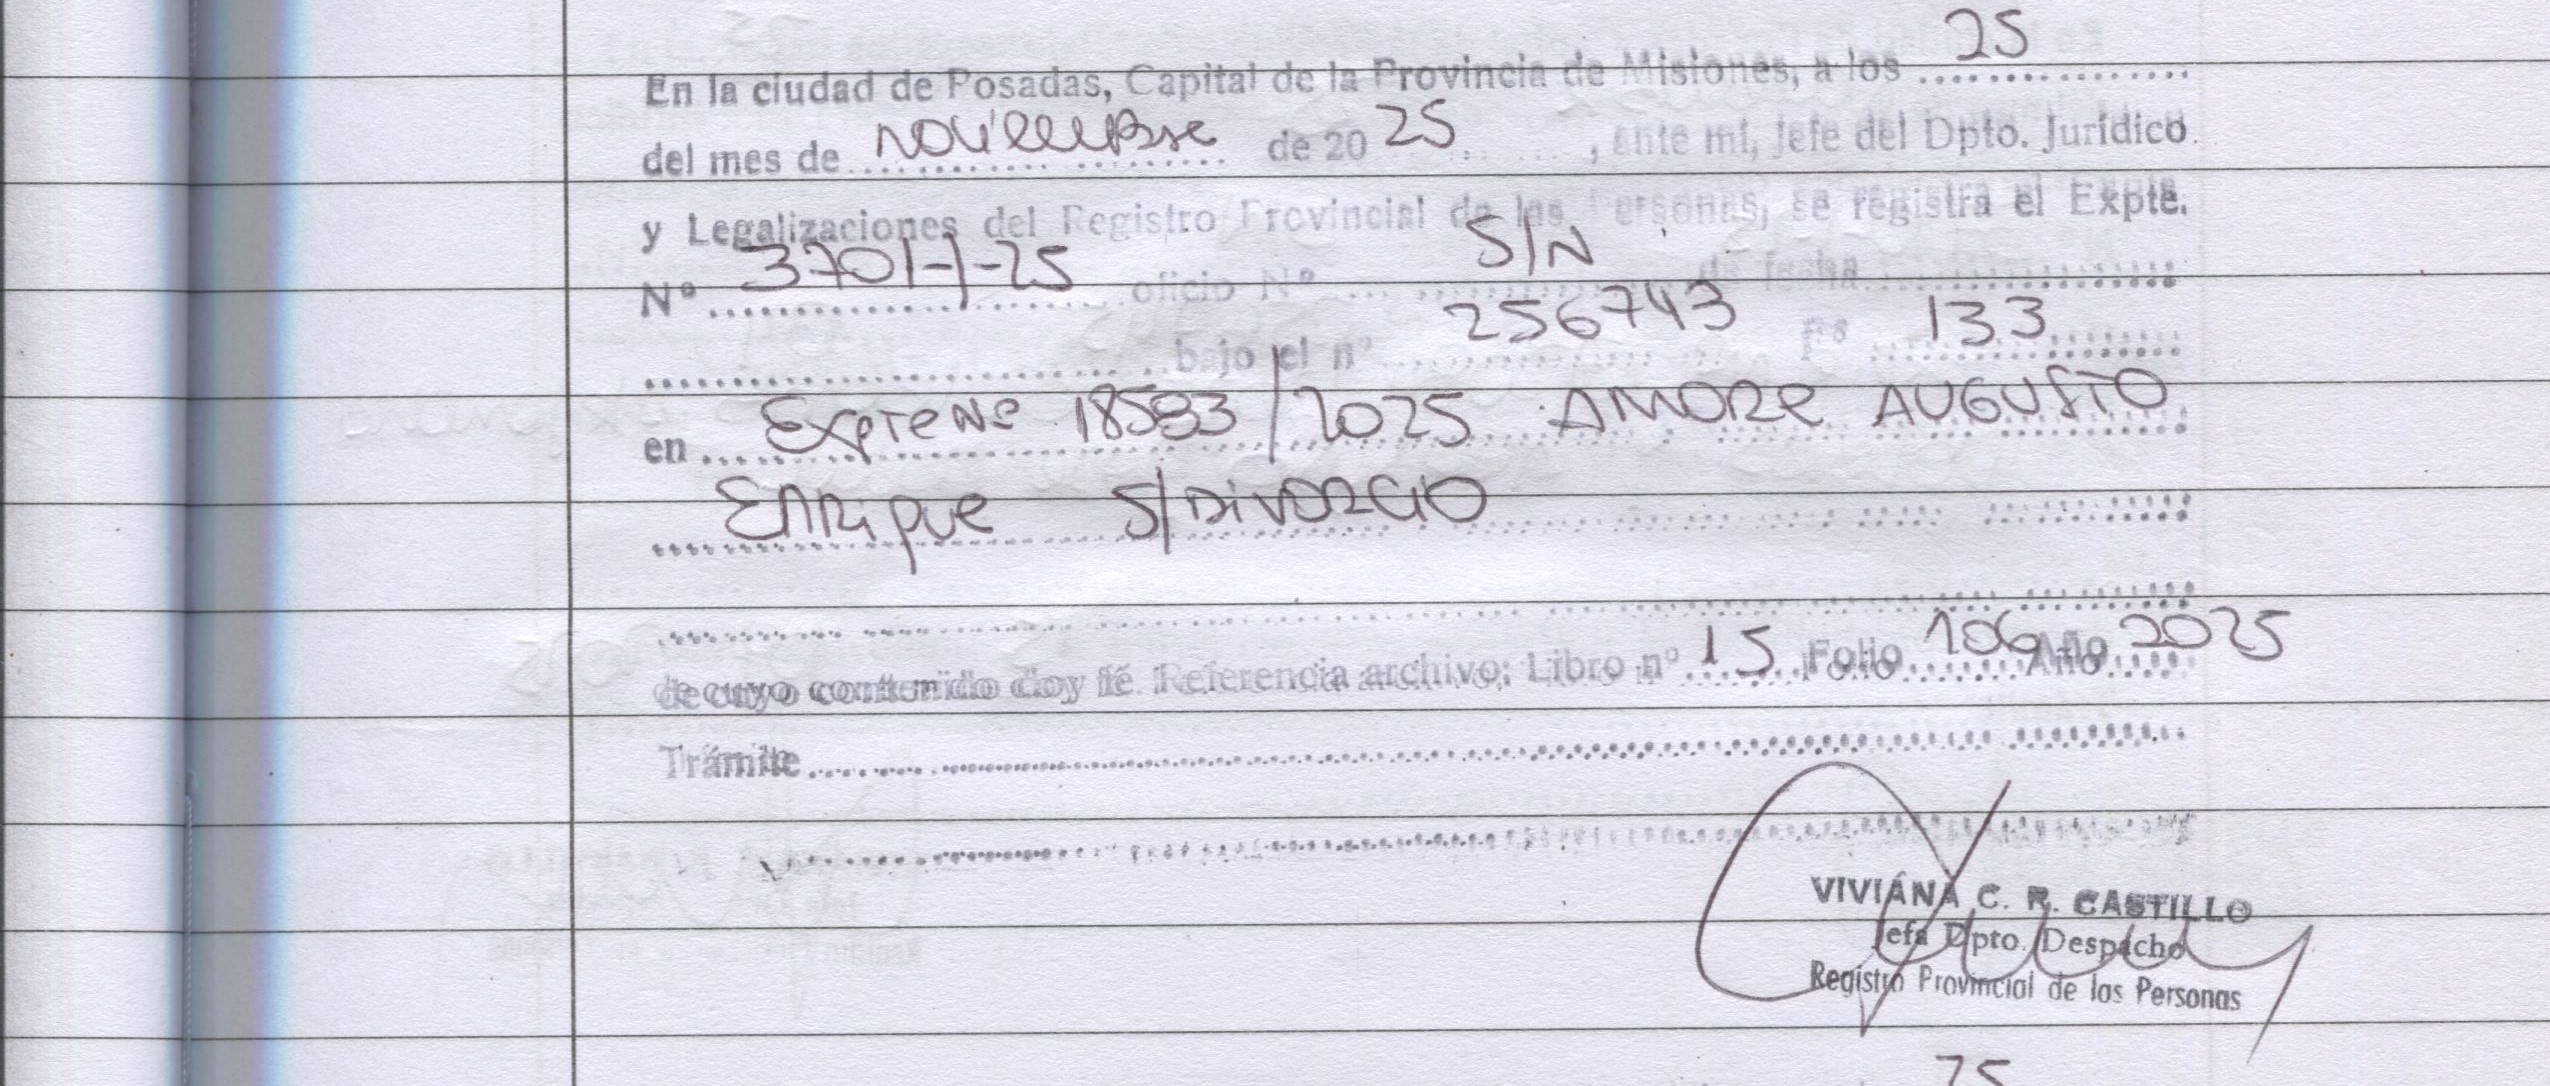 En la ciudad de Posadas, Capital de la Provincia de Misiones, a los 25
del mes de NOViembre de 20 25, ante mí, Jefe del Dpto. Jurídico
y Legalizaciones del Registro Provincial de las Personas, se registra el Expte.
Nº 3701-J-25 oficio Nº S/N de fecha
bajo el nº 256743 Fº 133
en Expte Nº 18593/2025 AMORE AUGUSTO
ENRique S/DiVORCiO
de cuyo contenido doy fé Referencia archivo: Libro nº 15 Folio 106 Año 2025
Trámite
VIVIANA C. R. CASTILLO
Jefa Dpto. Despacho
Registro Provincial de las Personas
25